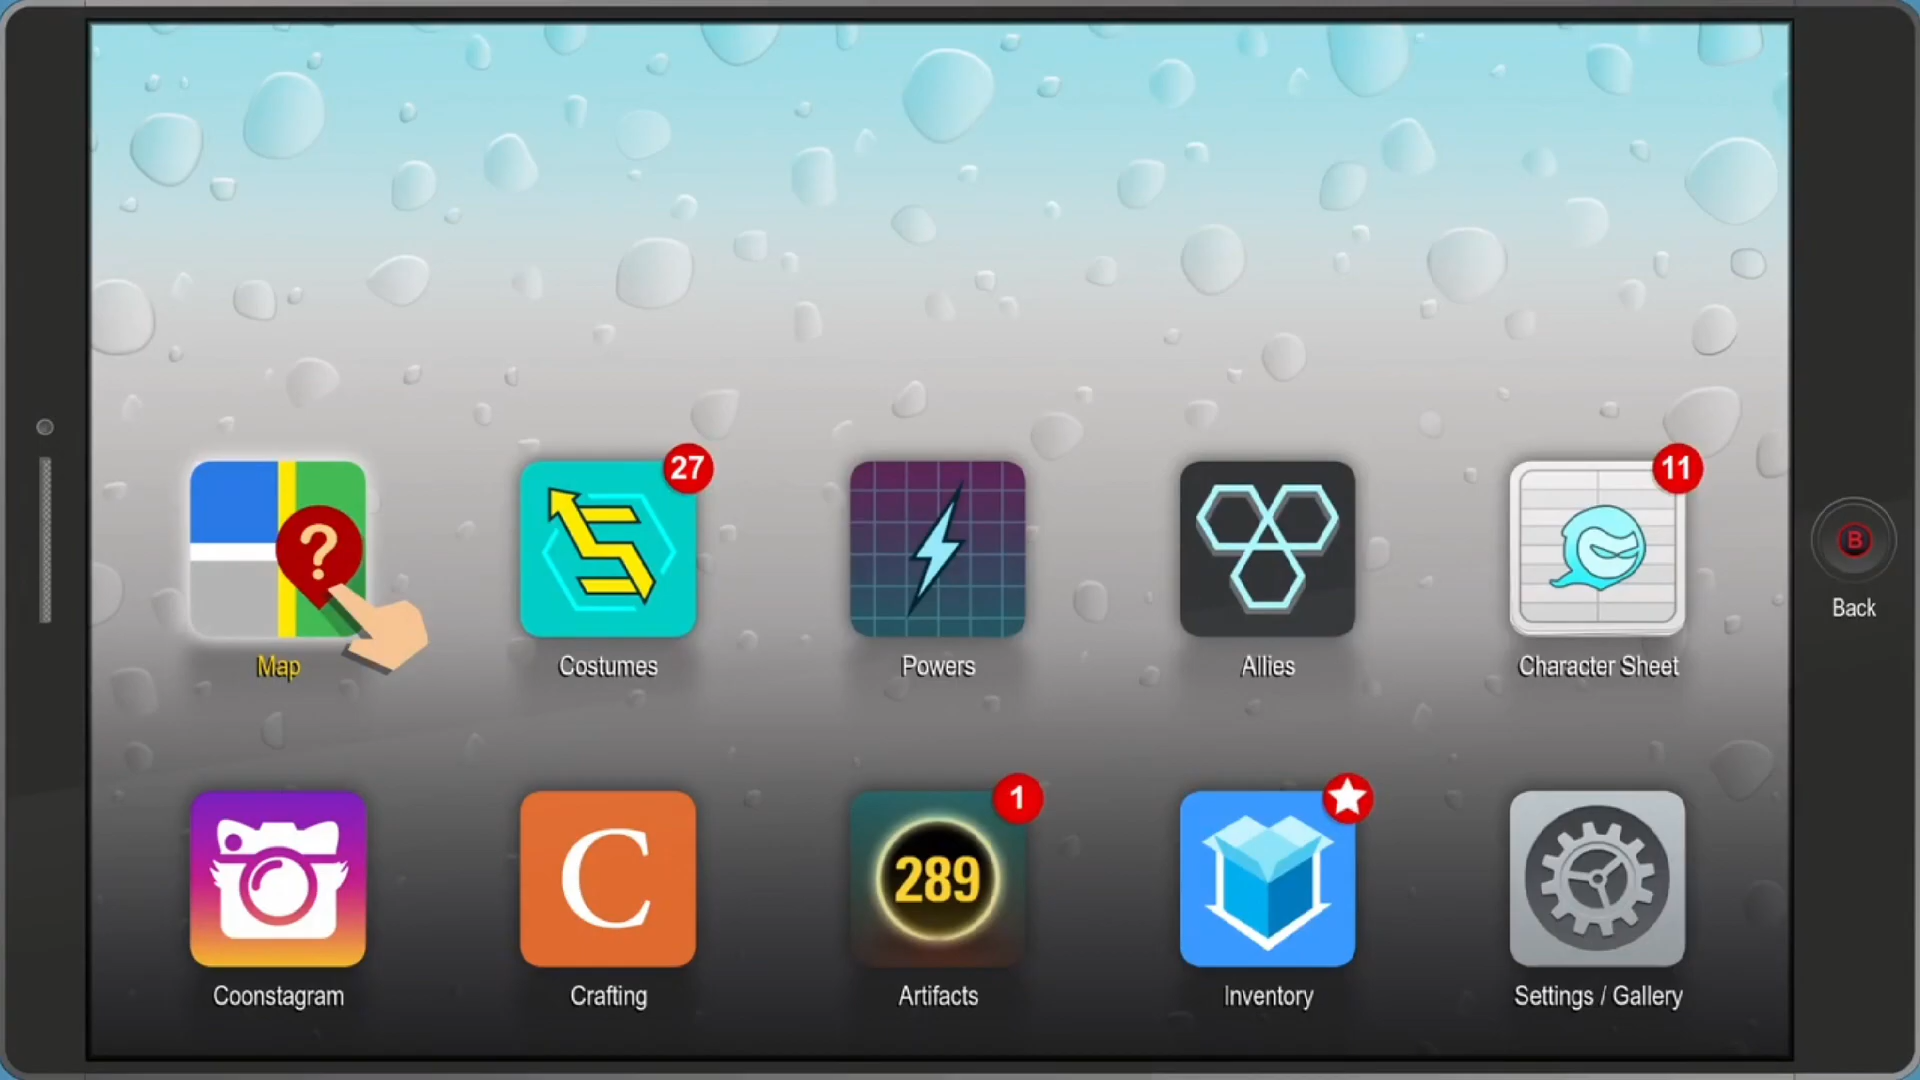 27
11
?
B
Back
Map
Costumes
Powers
Allies
Character Sheet
1
C
289
Coonstagram
Crafting
Artifacts
Inventory
Settings / Gallery